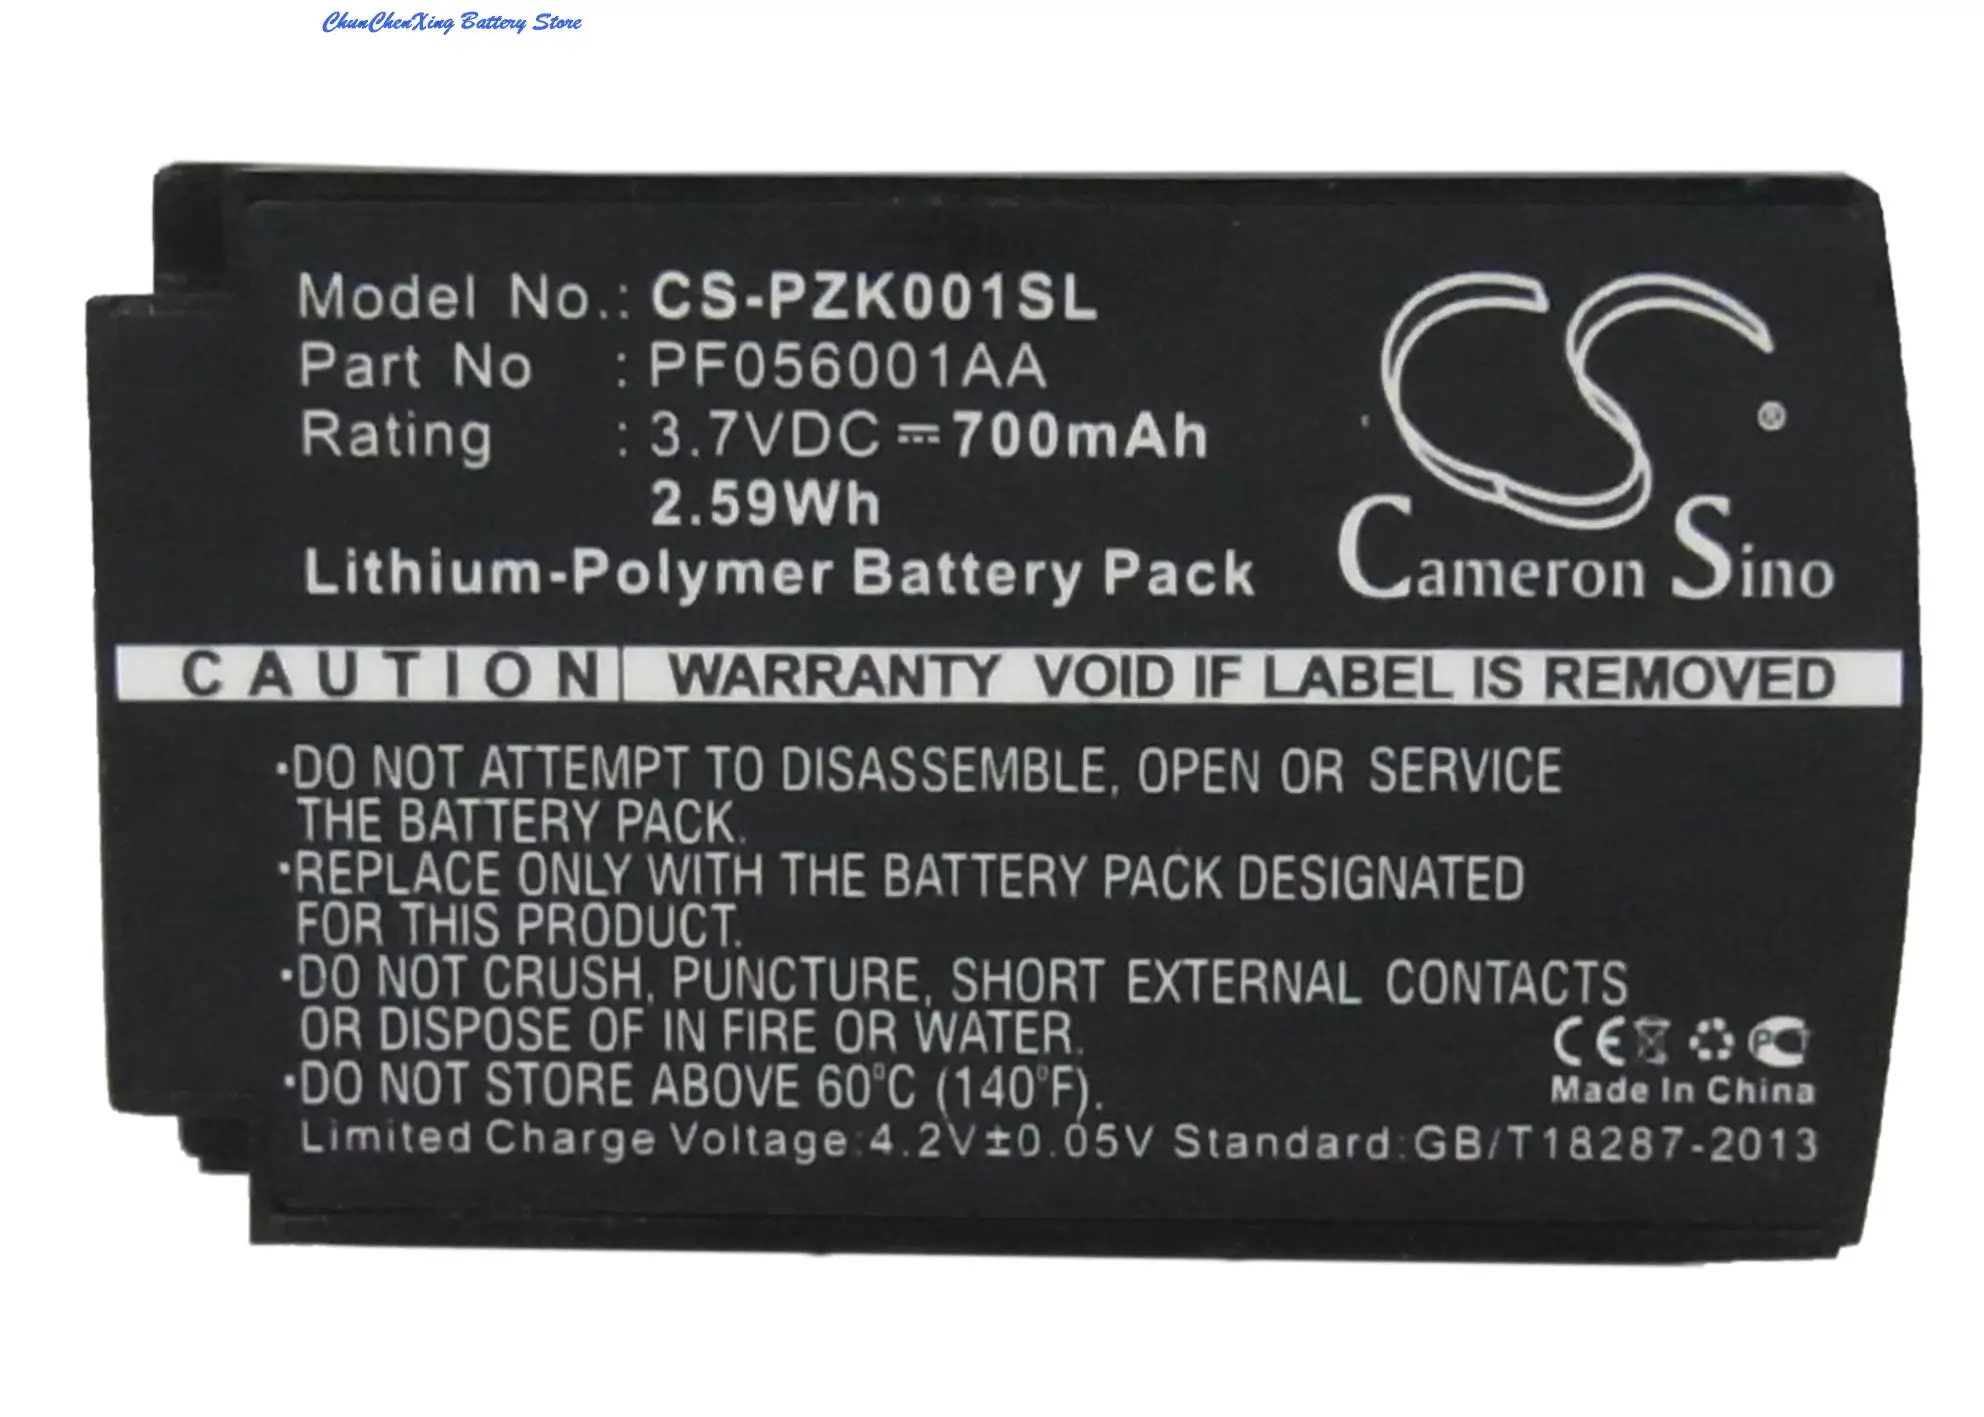 ChunChenXing Battery Store
Model No.: CS-PZK001SL
Part No : PF056001AA
Rating : 3.7VDC ⎓ 700mAh
2.59Wh
Lithium-Polymer Battery Pack
CS ®
Cameron Sino
CAUTION WARRANTY VOID IF LABEL IS REMOVED
·DO NOT ATTEMPT TO DISASSEMBLE, OPEN OR SERVICE
THE BATTERY PACK.
·REPLACE ONLY WITH THE BATTERY PACK DESIGNATED
FOR THIS PRODUCT.
·DO NOT CRUSH, PUNCTURE, SHORT EXTERNAL CONTACTS
OR DISPOSE OF IN FIRE OR WATER.
·DO NOT STORE ABOVE 60°C (140°F).
CE PCT
Made In China
Limited Charge Voltage:4.2V±0.05V Standard:GB/T18287-2013